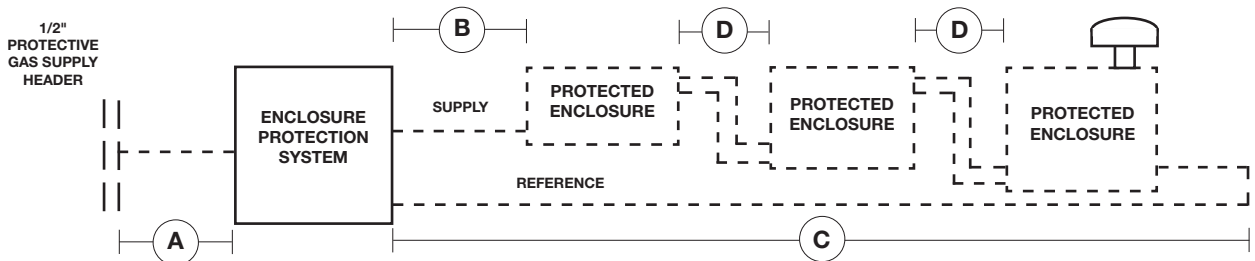 1/2"
PROTECTIVE
GAS SUPPLY
HEADER
A
ENCLOSURE
PROTECTION
SYSTEM
B
SUPPLY
REFERENCE
PROTECTED
ENCLOSURE
D
PROTECTED
ENCLOSURE
D
PROTECTED
ENCLOSURE
C